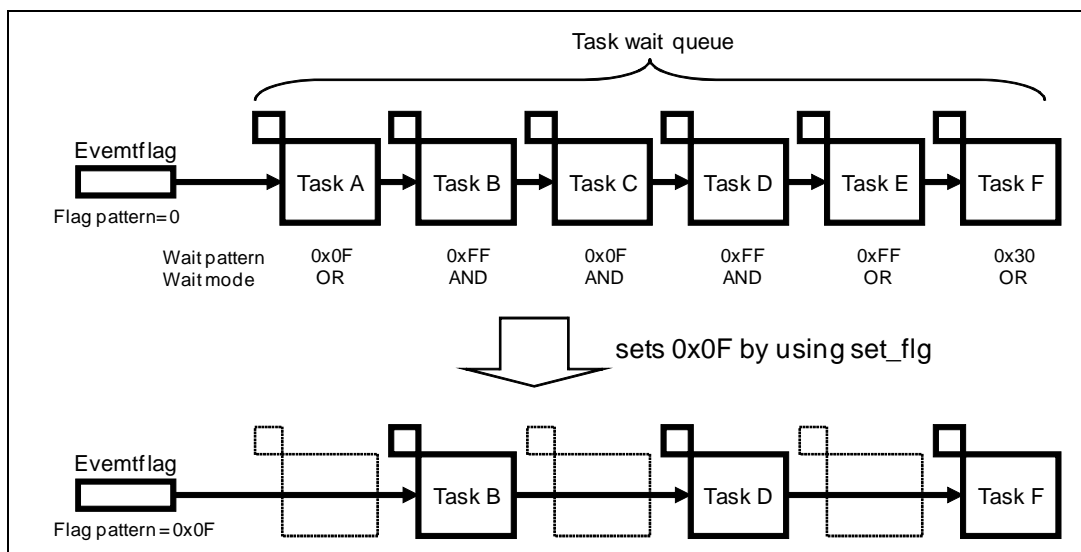 Task wait queue
Evemtflag
Task A Task B Task C Task D Task E Task F
Flag pattern=0
Wait pattern 0x0F 0xFF 0x0F 0xFF 0xFF 0x30
Wait mode OR AND AND AND OR OR
sets 0x0F by using set_flg
Evemtflag
Task B Task D Task F
Flag pattern=0x0F